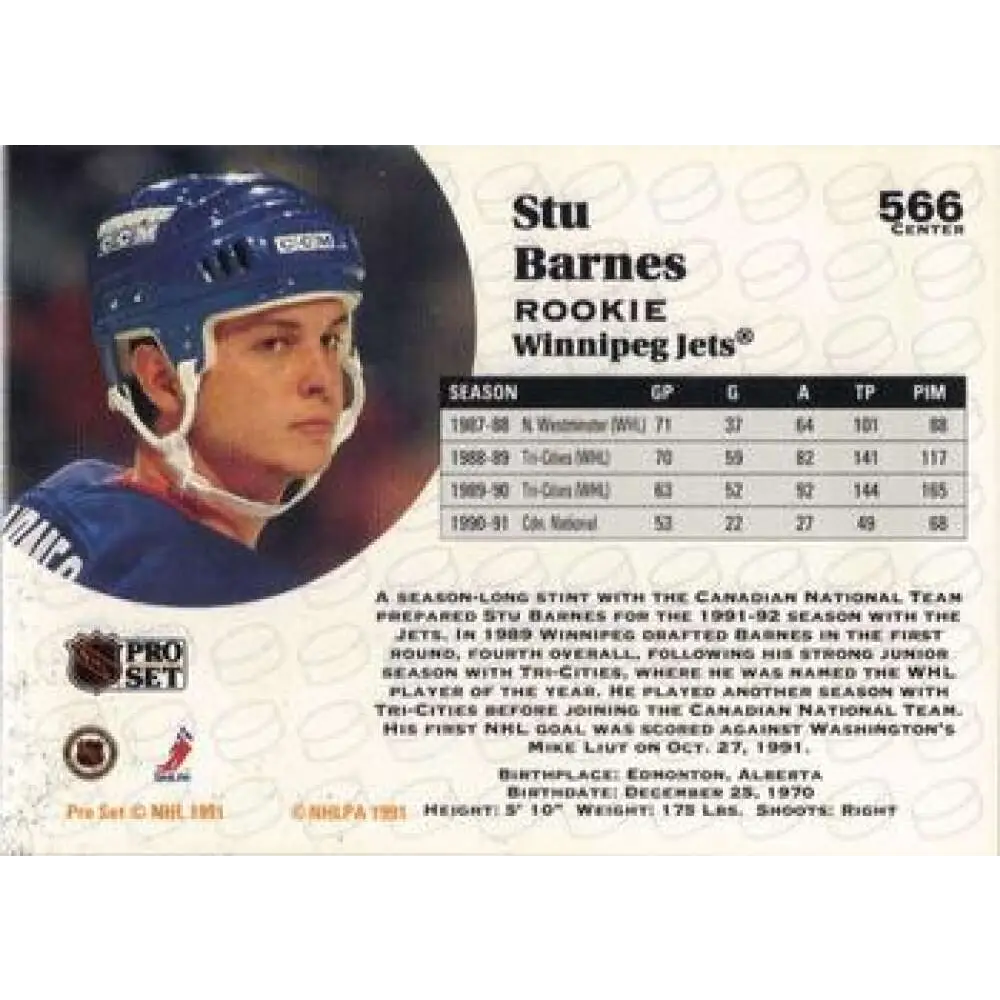 CCM
CCM
Stu
Barnes
ROOKIE
Winnipeg Jets®
566
CENTER
SEASON GP G A TP PIM
1987-88 N. Westminster (WHL) 71 37 64 101 88
1988-89 Tri-Cities (WHL) 70 59 82 141 117
1989-90 Tri-Cities (WHL) 63 52 92 144 165
1990-91 Cdn. National 53 22 27 49 68
A SEASON-LONG STINT WITH THE CANADIAN NATIONAL TEAM
PREPARED STU BARNES FOR THE 1991-92 SEASON WITH THE
JETS. IN 1989 WINNIPEG DRAFTED BARNES IN THE FIRST
ROUND, FOURTH OVERALL, FOLLOWING HIS STRONG JUNIOR
SEASON WITH TRI-CITIES, WHERE HE WAS NAMED THE WHL
PLAYER OF THE YEAR. HE PLAYED ANOTHER SEASON WITH
TRI-CITIES BEFORE JOINING THE CANADIAN NATIONAL TEAM.
HIS FIRST NHL GOAL WAS SCORED AGAINST WASHINGTON'S
MIKE LIUT ON OCT. 27, 1991.
BIRTHPLACE: EDMONTON, ALBERTA
BIRTHDATE: DECEMBER 25, 1970
HEIGHT: 5' 10" WEIGHT: 175 LBS. SHOOTS: RIGHT
PRO
SET
NHLPA
Pro Set © NHL 1991
© NHLPA 1991